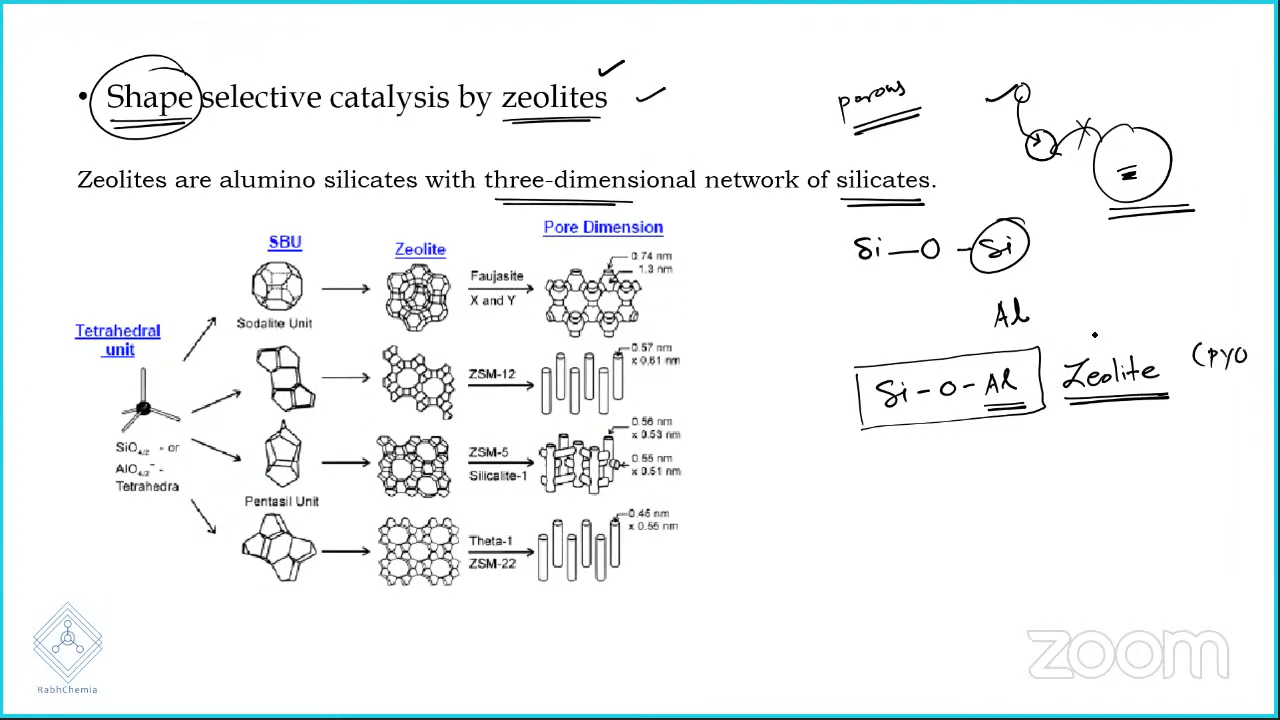 • Shape selective catalysis by zeolites
porous
Zeolites are alumino silicates with three-dimensional network of silicates.
Si – O – Si
Al
Si – O – Al Zeolite (pyo
SBU
Zeolite
Pore Dimension
Tetrahedral
unit
Sodalite Unit
Faujasite
X and Y
0.74 nm
1.3 nm
ZSM-12
0.57 nm
x 0.61 nm
SiO4/2 - or
AlO4/2⁻ -
Tetrahedra
Pentasil Unit
ZSM-5
Silicalite-1
0.56 nm
x 0.53 nm
0.55 nm
x 0.51 nm
Theta-1
ZSM-22
0.45 nm
x 0.55 nm
RabhChemia
zoom